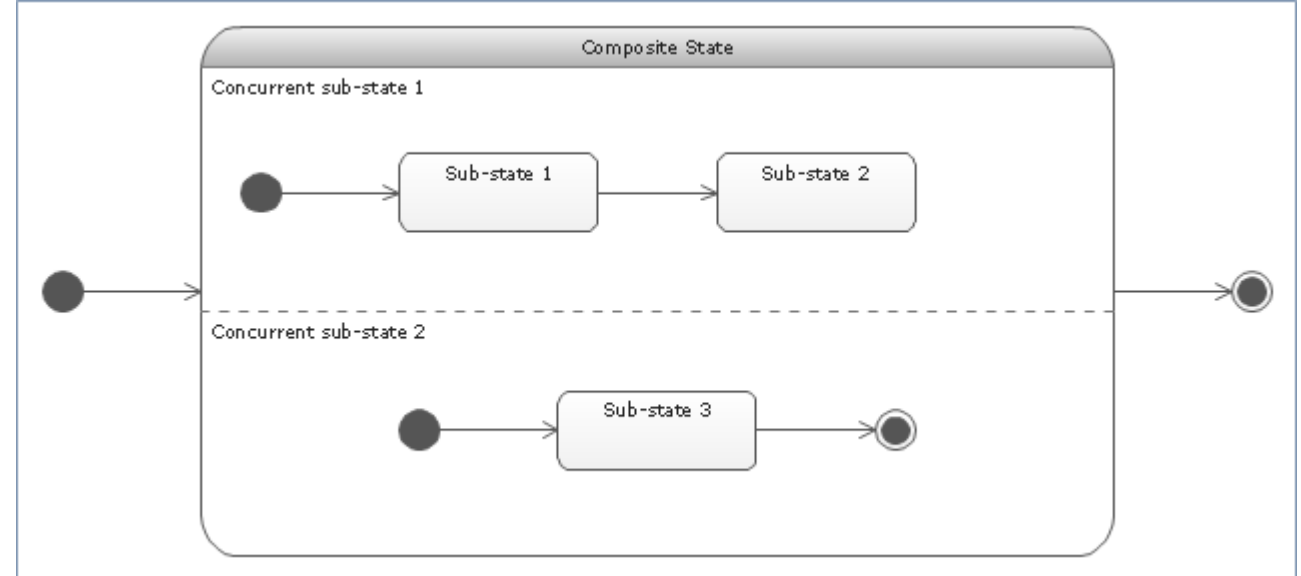 Composite State
Concurrent sub-state 1
Sub-state 1
Sub-state 2
Concurrent sub-state 2
Sub-state 3